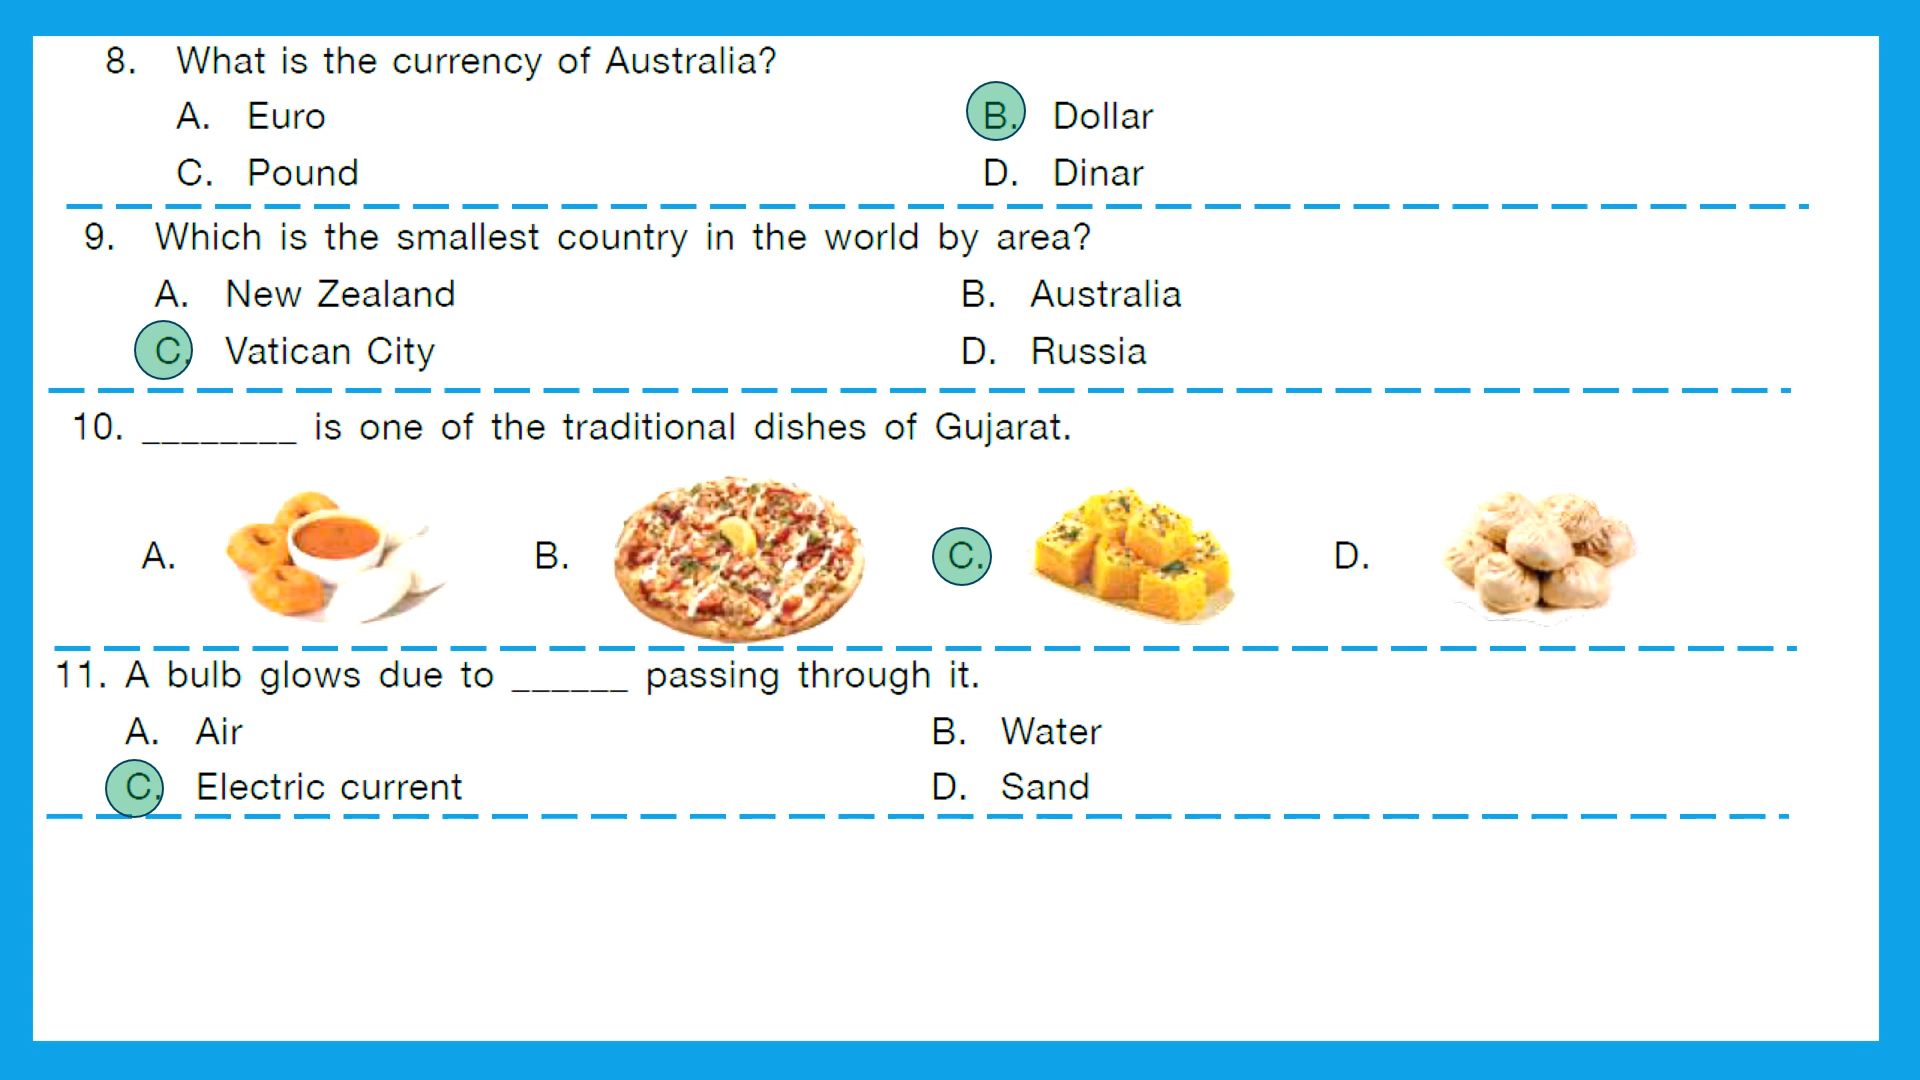 8. What is the currency of Australia?
A. Euro B. Dollar
C. Pound D. Dinar
9. Which is the smallest country in the world by area?
A. New Zealand B. Australia
C. Vatican City D. Russia
10. ________ is one of the traditional dishes of Gujarat.
A. B. C. D.
11. A bulb glows due to ______ passing through it.
A. Air B. Water
C. Electric current D. Sand